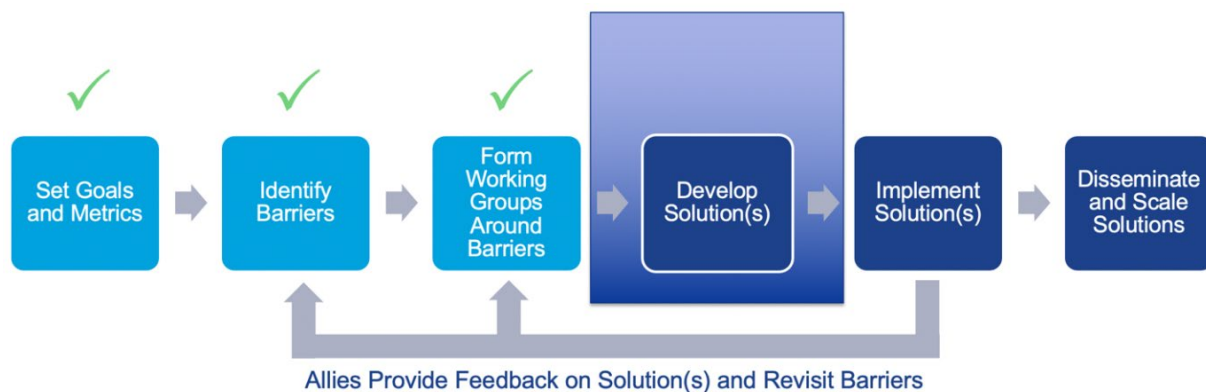 Set Goals
and Metrics
Identify
Barriers
Form
Working
Groups
Around
Barriers
Develop
Solution(s)
Implement
Solution(s)
Disseminate
and Scale
Solutions
Allies Provide Feedback on Solution(s) and Revisit Barriers